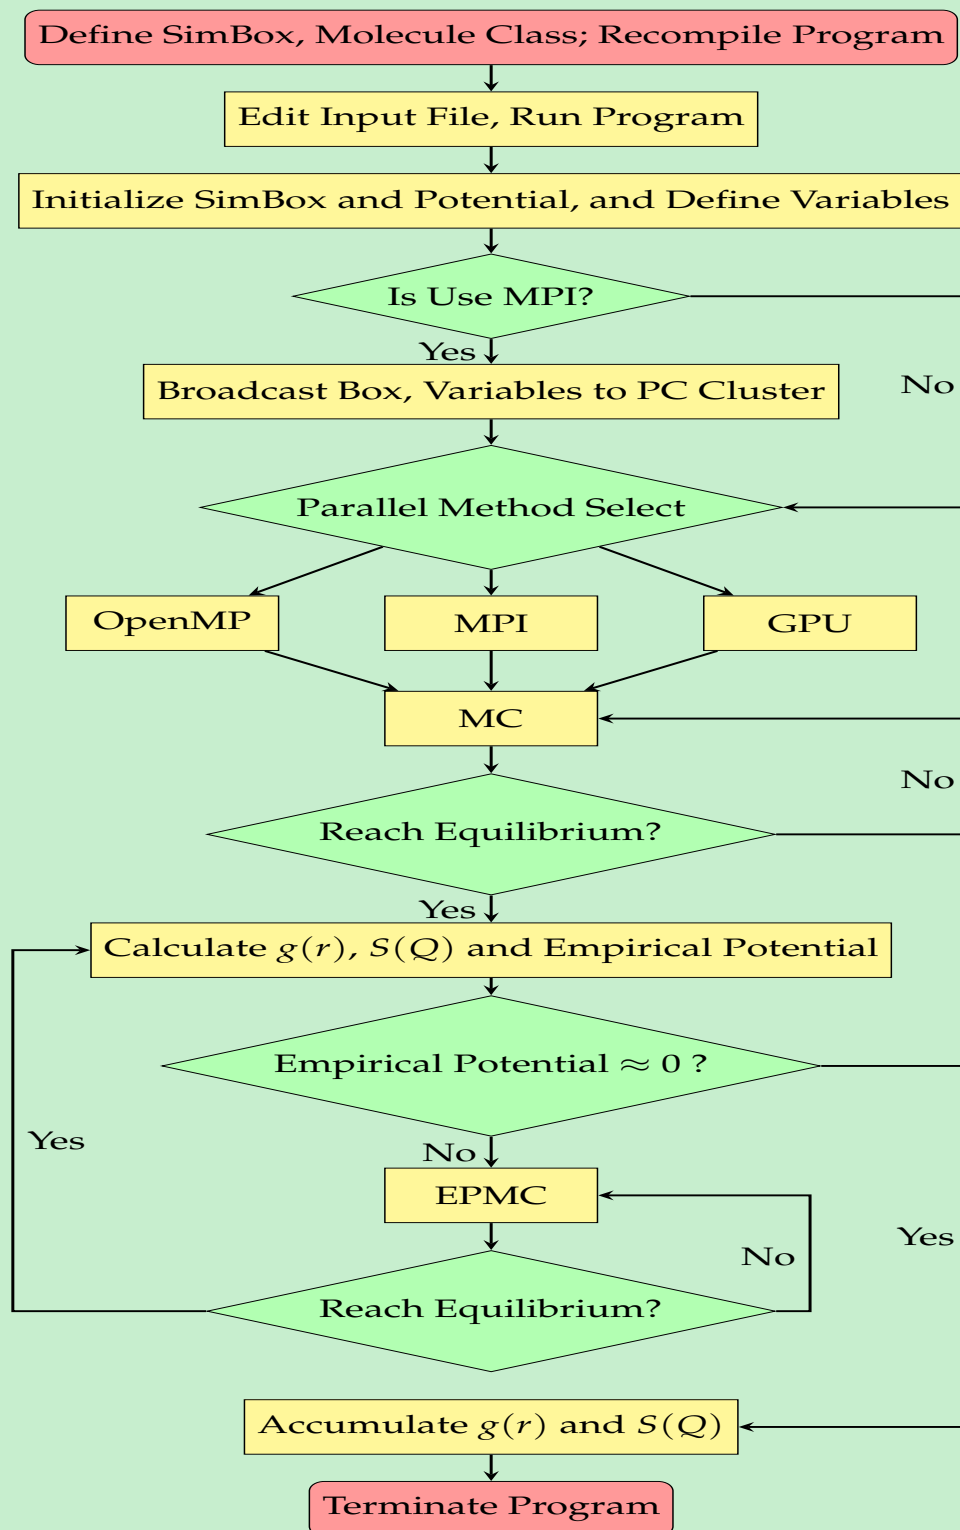 Define SimBox, Molecule Class; Recompile Program
Edit Input File, Run Program
Initialize SimBox and Potential, and Define Variables
Is Use MPI?
Yes
No
Broadcast Box, Variables to PC Cluster
Parallel Method Select
OpenMP
MPI
GPU
MC
No
Reach Equilibrium?
Yes
Calculate g(r), S(Q) and Empirical Potential
Empirical Potential ≈ 0 ?
Yes
No
EPMC
Yes
No
Reach Equilibrium?
Accumulate g(r) and S(Q)
Terminate Program